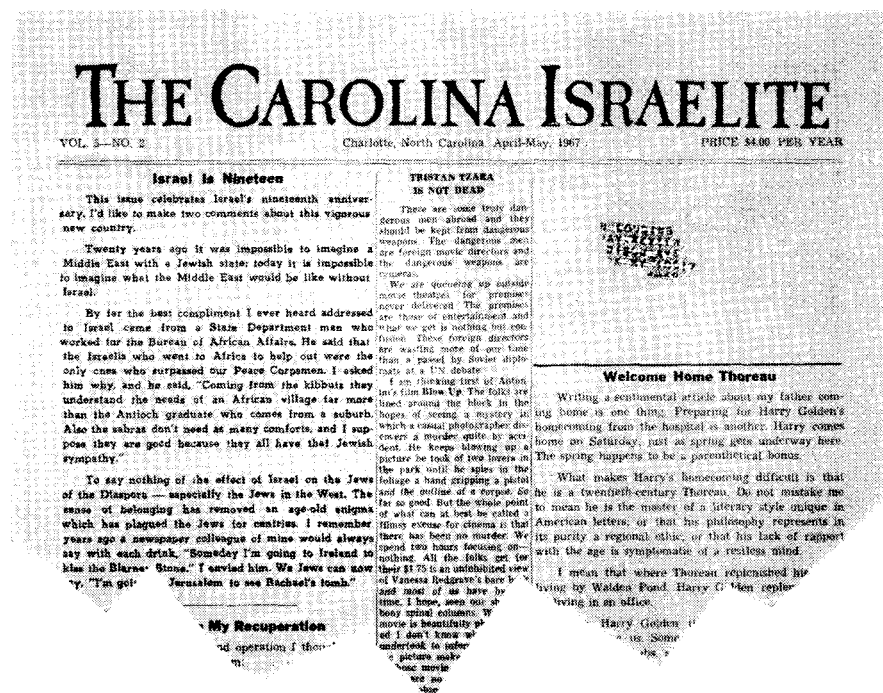 THE CAROLINA ISRAELITE
VOL. 5—NO. 2
Charlotte, North Carolina April-May, 1967
PRICE $4.00 PER YEAR
Israel Is Nineteen
This issue celebrates Israel's nineteenth anniver-
sary. I'd like to make two comments about this vigorous
new country.
Twenty years ago it was impossible to imagine a
Middle East with a Jewish state; today it is impossible
to imagine what the Middle East would be like without
Israel.
By far the best compliment I ever heard addressed
to Israel came from a State Department man who
worked for the Bureau of African Affairs. He said that
the Israelis who went to Africa to help out were the
only ones who surpassed our Peace Corpsmen. I asked
him why, and he said, "Coming from the kibbutz they
understand the needs of an African village far more
than the Antioch graduate who comes from a suburb.
Also the sabras don't need as many comforts, and I sup-
pose they are good because they all have that Jewish
sympathy."
To say nothing of the effect of Israel on the Jews
of the Diaspora — especially the Jews in the West. The
sense of belonging has removed an age-old enigma
which has plagued the Jews for centuries. I remember
years ago a newspaper colleague of mine would always
say with each drink, "Someday I'm going to Ireland to
kiss the Blarney Stone." I envied him. We Jews can now
"I'm Jerusalem to see Rachael's tomb."
My Recuperation
operation I
TRISTAN TZARA
IS NOT DEAD
There are some truly dan-
gerous men abroad and they
should be kept from dangerous
weapons. The dangerous men
are foreign movie directors and
the dangerous weapons are
cameras.
We are queueing up outside
movie theatres for promises
never delivered. The promises
are those of entertainment and
what we get is nothing but con-
fusion. These foreign directors
are wasting more of our time
than a passel by Soviet diplo-
mats at a UN debate.
I am thinking first of Anton-
ini's film Blow Up. The folks are
lined around the block in the
hopes of seeing a mystery in
which a casual photographer dis-
covers a murder quite by acci-
dent. He keeps blowing up a
picture he took of two lovers in
the park until he spies in the
foliage a hand gripping a pistol
and the outline of a corpse. So
far so good. But the whole point
of what can at best be called a
flimsy excuse for cinema is that
there has been no murder. We
spend two hours focusing on—
nothing. All the folks get for
their $1.75 is an uninhibited view
of Vanessa Redgrave's bare
and most of us have by
time, I hope, seen our
bony spinal columns.
movie is beautifully
I don't know
undertook to
picture
movie
are no
Welcome Home Thoreau
Writing a sentimental article about my father com-
ing home is one thing. Preparing for Harry Golden's
homecoming from the hospital is another. Harry comes
home on Saturday, just as spring gets underway here.
The spring happens to be a parenthetical bonus.
What makes Harry's homecoming difficult is that
he is a twentieth-century Thoreau. Do not mistake me
to mean he is the master of a literary style unique in
American letters, or that his philosophy represents in
its purity a regional ethic, or that his lack of rapport
with the age is symptomatic of a restless mind.
I mean that where Thoreau replenished
living by Walden Pond, Harry Golden
in an office.
Harry Golden
us. Some